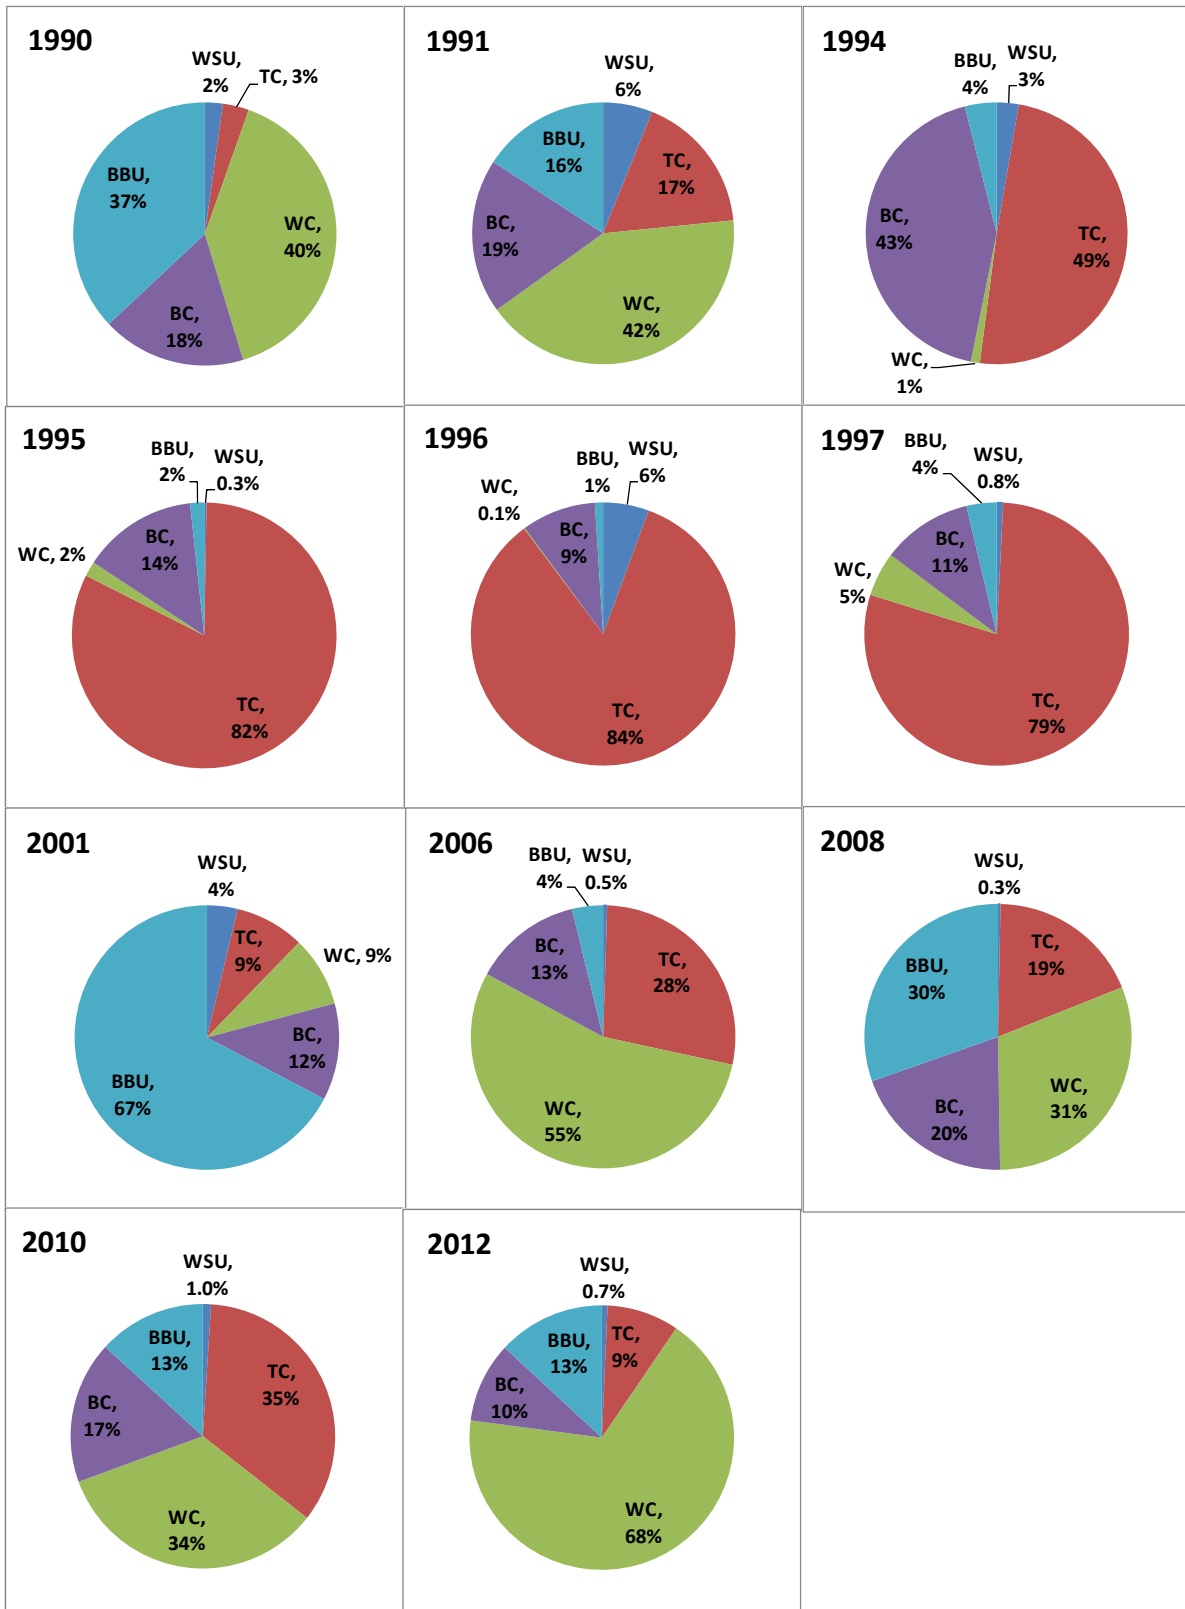 1990
WSU,
2%
TC, 3%
WC,
40%
BC,
18%
BBU,
37%
1991
WSU,
6%
TC,
17%
WC,
42%
BC,
19%
BBU,
16%
1994
WSU,
3%
TC,
49%
WC,
1%
BC,
43%
BBU,
4%
1995
WSU,
0.3%
TC,
82%
WC, 2%
BC,
14%
BBU,
2%
1996
WSU,
6%
TC,
84%
WC,
0.1%
BC,
9%
BBU,
1%
1997
WSU,
0.8%
TC,
79%
WC,
5%
BC,
11%
BBU,
4%
2001
WSU,
4%
TC,
9%
WC, 9%
BC,
12%
BBU,
67%
2006
WSU,
0.5%
TC,
28%
WC,
55%
BC,
13%
BBU,
4%
2008
WSU,
0.3%
TC,
19%
WC,
31%
BC,
20%
BBU,
30%
2010
WSU,
1.0%
TC,
35%
WC,
34%
BC,
17%
BBU,
13%
2012
WSU,
0.7%
TC,
9%
WC,
68%
BC,
10%
BBU,
13%